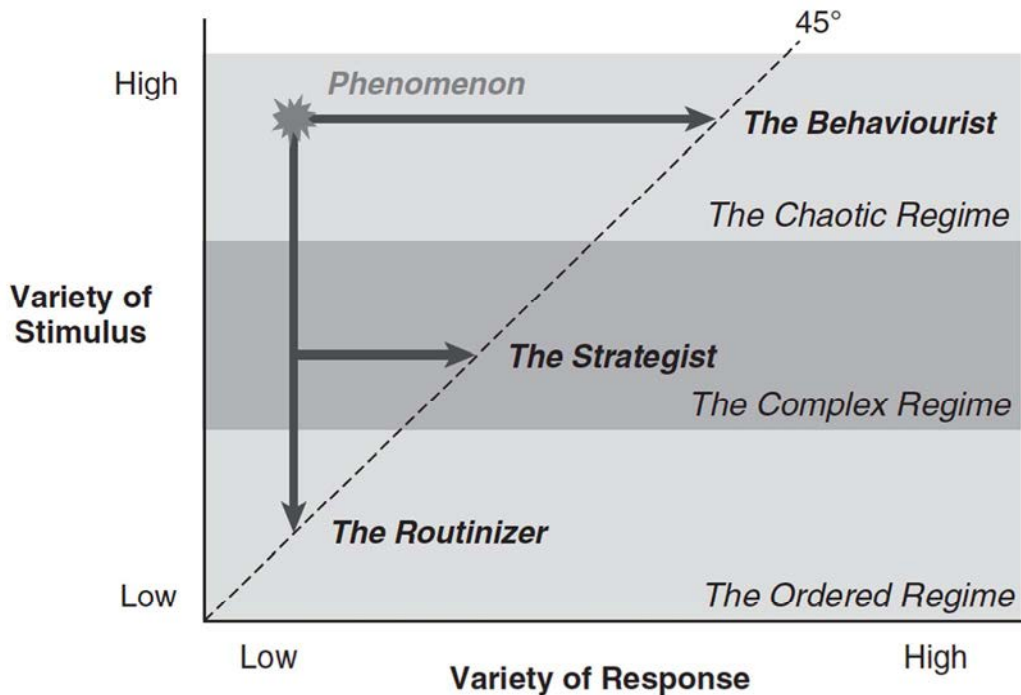 45°
High
Phenomenon
The Behaviourist
The Chaotic Regime
Variety of
Stimulus
The Strategist
The Complex Regime
The Routinizer
Low
The Ordered Regime
Low
High
Variety of Response